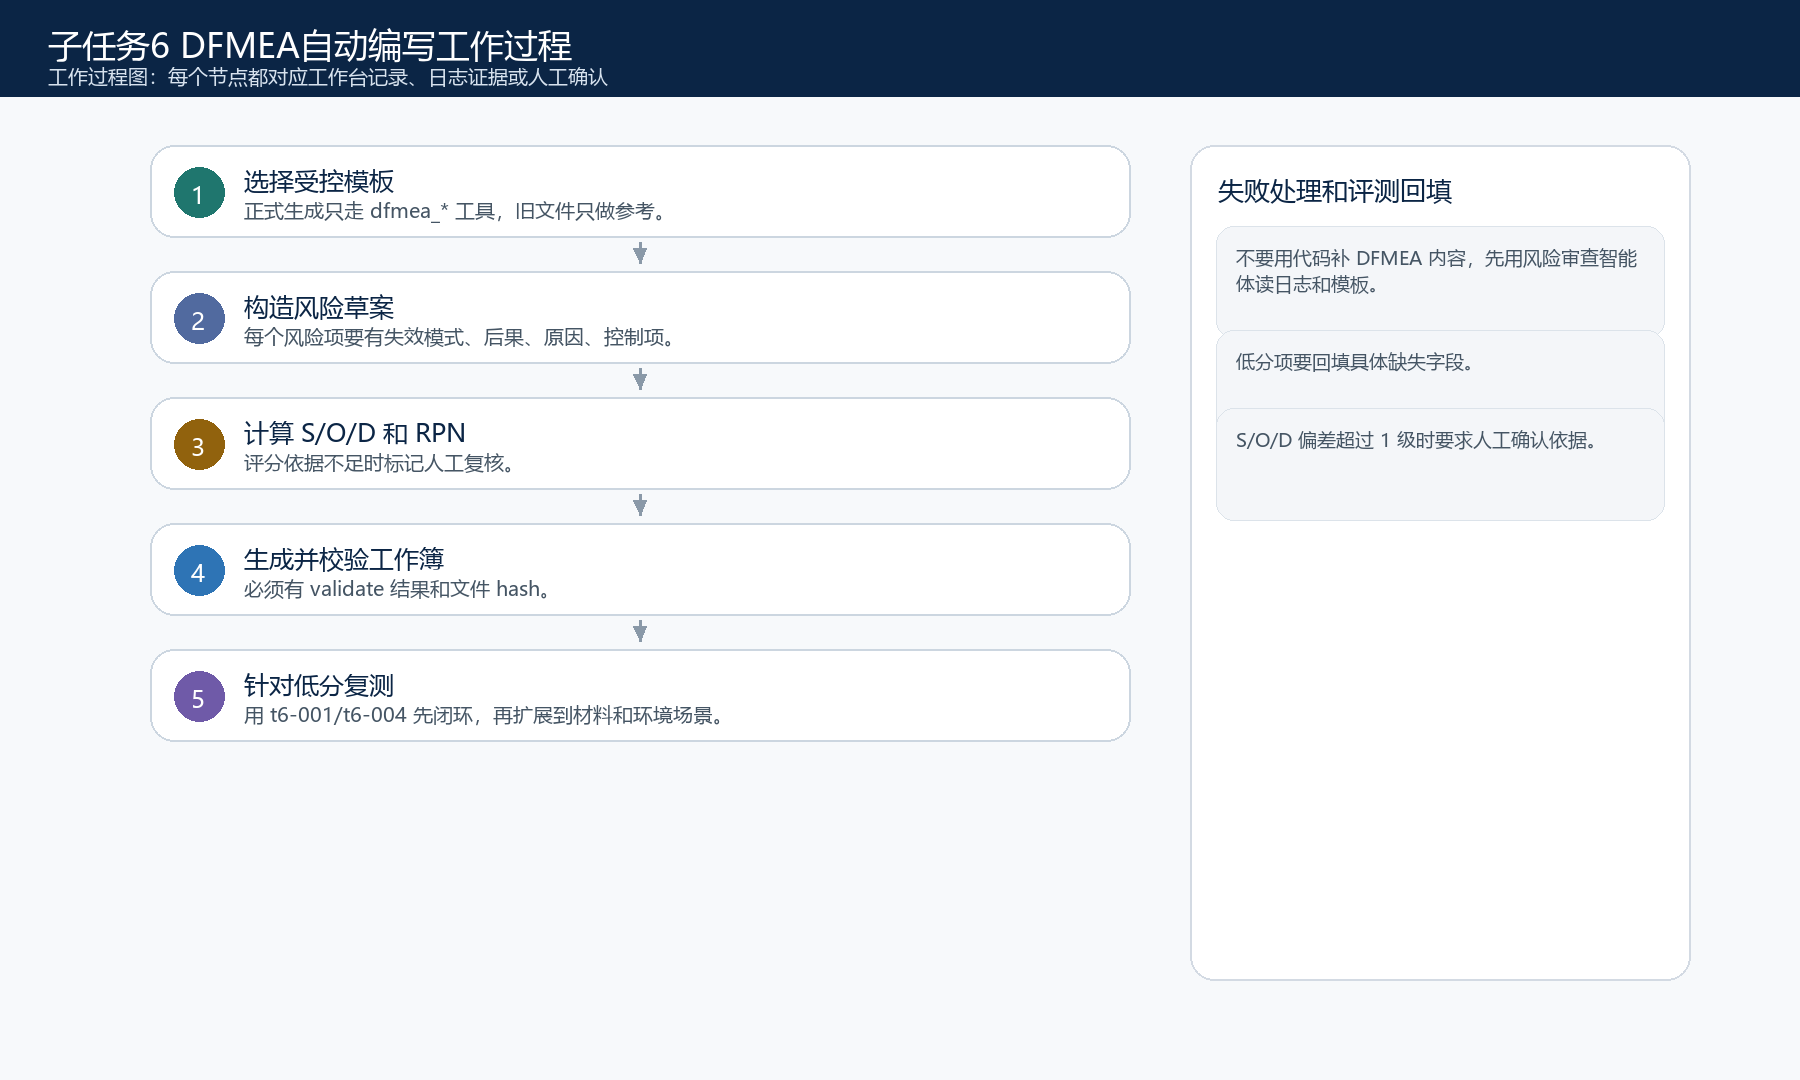 子任务6 DFMEA自动编写工作过程
工作过程图：每个节点都对应工作台记录、日志证据或人工确认
1
选择受控模板
正式生成只走 dfmea_* 工具，旧文件只做参考。
2
构造风险草案
每个风险项要有失效模式、后果、原因、控制项。
3
计算 S/O/D 和 RPN
评分依据不足时标记人工复核。
4
生成并校验工作簿
必须有 validate 结果和文件 hash。
5
针对低分复测
用 t6-001/t6-004 先闭环，再扩展到材料和环境场景。
失败处理和评测回填
不要用代码补 DFMEA 内容，先用风险审查智能
体读日志和模板。
低分项要回填具体缺失字段。
S/O/D 偏差超过 1 级时要求人工确认依据。